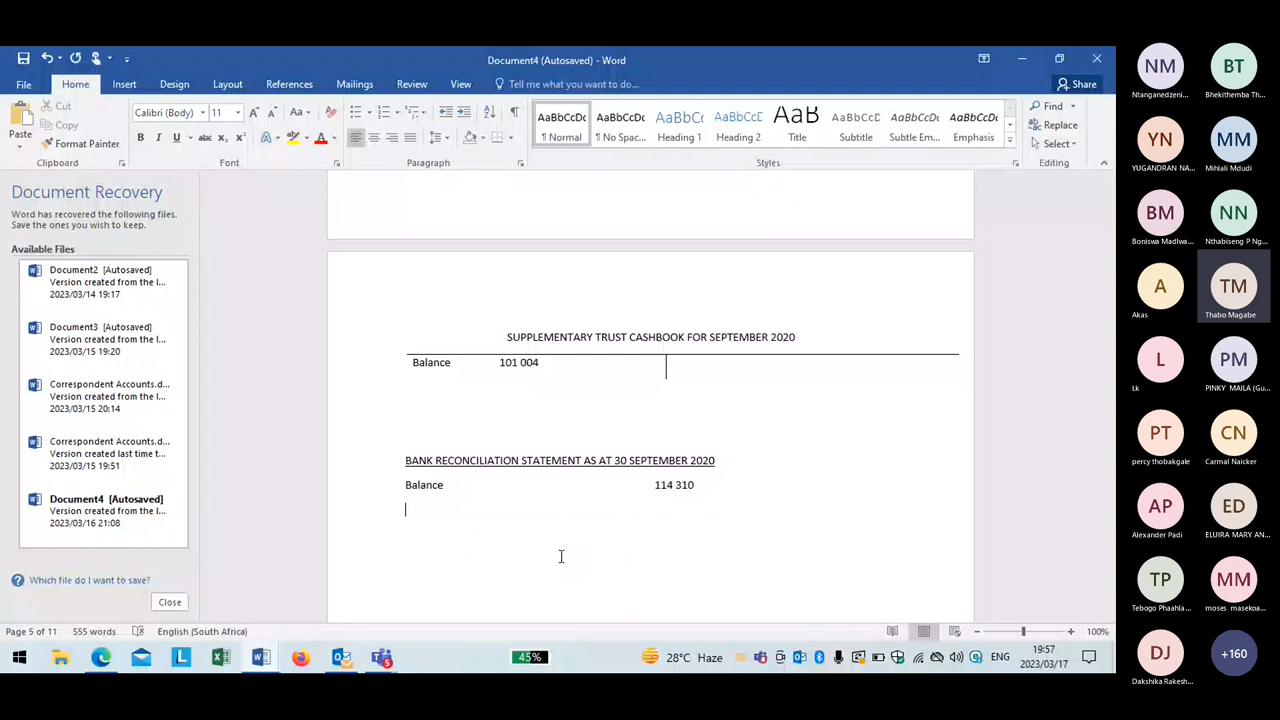 Document4 (Autosaved) - Word
File Home Insert Design Layout References Mailings Review View Tell me what you want to do... Share
Paste
Cut
Copy
Format Painter
Clipboard
Calibri (Body) 11
B I U
Font
Paragraph
AaBbCcDc AaBbCcDc AaBbCc AaBbCcD AaB AaBbCcD AaBbCcDc AaBbCcDc
¶ Normal ¶ No Spac... Heading 1 Heading 2 Title Subtitle Subtle Em... Emphasis
Styles
Find
Replace
Select
Editing
Document Recovery
Word has recovered the following files.
Save the ones you wish to keep.
Available Files
Document2 [Autosaved]
Version created from the l...
2023/03/14 19:17
Document3 [Autosaved]
Version created from the l...
2023/03/15 19:20
Correspondent Accounts.d...
Version created from the l...
2023/03/15 20:14
Correspondent Accounts.d...
Version created last time t...
2023/03/15 19:51
Document4 [Autosaved]
Version created from the l...
2023/03/16 21:08
Which file do I want to save?
Close
SUPPLEMENTARY TRUST CASHBOOK FOR SEPTEMBER 2020
Balance 101 004
BANK RECONCILIATION STATEMENT AS AT 30 SEPTEMBER 2020
Balance 114 310
Page 5 of 11 555 words English (South Africa) 100%
45% 28°C Haze ENG 19:57
2023/03/17
NM BT
Ntanganedzeni... Bhekithemba Th...
YN MM
YUGANDRAN NA... Mihlali Mdudi
BM NN
Boniswa Madlwa... Nthabiseng P Ng...
A TM
Akas Thabo Magabe
L PM
Lk PINKY MAILA (Gu...
PT CN
percy thobakgale Carmal Naicker
AP ED
Alexander Padi ELUIRA MARY AN...
TP MM
Tebogo Phaahla... moses masekoa...
DJ +160
Dakshika Rakesh...